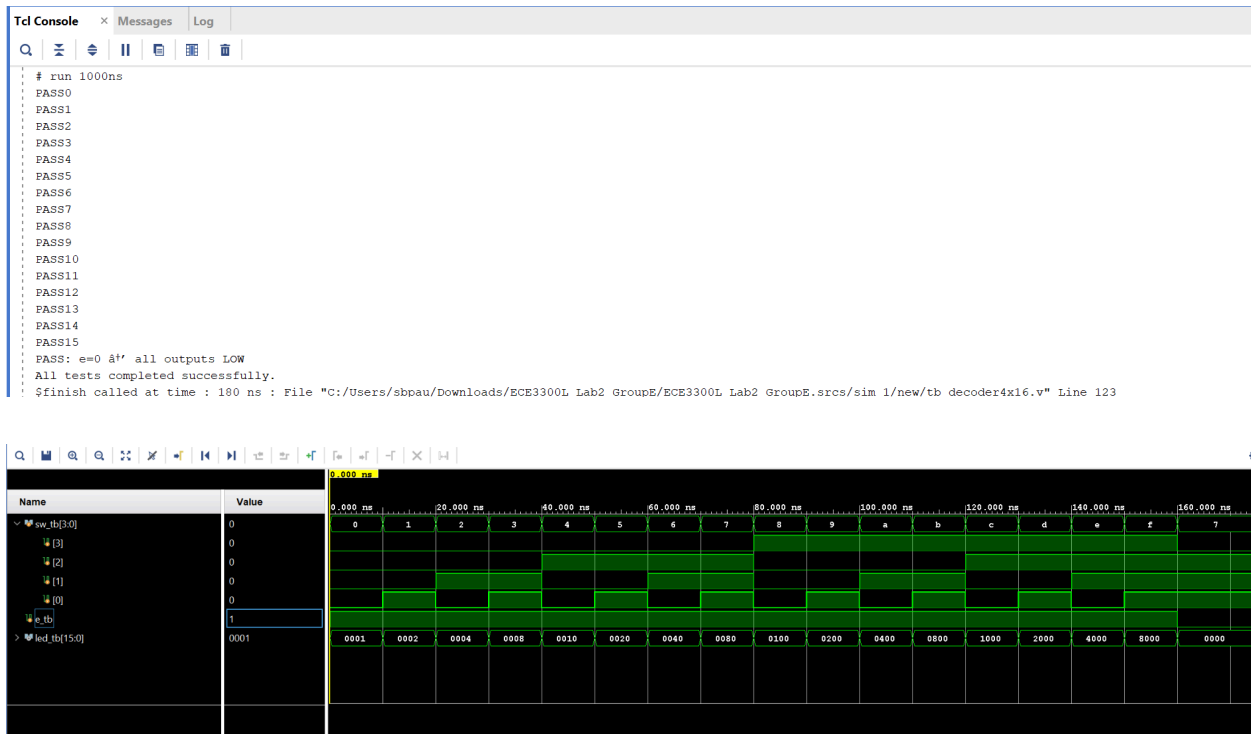 Tcl Console × Messages Log
# run 1000ns
PASS0
PASS1
PASS2
PASS3
PASS4
PASS5
PASS6
PASS7
PASS8
PASS9
PASS10
PASS11
PASS12
PASS13
PASS14
PASS15
PASS: e=0 â†’ all outputs LOW
All tests completed successfully.
$finish called at time : 180 ns : File "C:/Users/sbpau/Downloads/ECE3300L Lab2 GroupE/ECE3300L Lab2 GroupE.srcs/sim 1/new/tb decoder4x16.v" Line 123
0.000 ns
Name Value
0.000 ns 20.000 ns 40.000 ns 60.000 ns 80.000 ns 100.000 ns 120.000 ns 140.000 ns 160.000 ns
sw_tb[3:0] 0 0 1 2 3 4 5 6 7 8 9 a b c d e f 7
[3] 0
[2] 0
[1] 0
[0] 0
e_tb 1
led_tb[15:0] 0001 0001 0002 0004 0008 0010 0020 0040 0080 0100 0200 0400 0800 1000 2000 4000 8000 0000